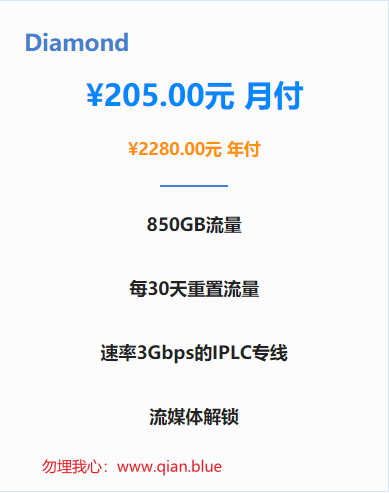 Diamond
¥205.00元 月付
¥2280.00元 年付
850GB流量
每30天重置流量
速率3Gbps的IPLC专线
流媒体解锁
勿埋我心：www.qian.blue